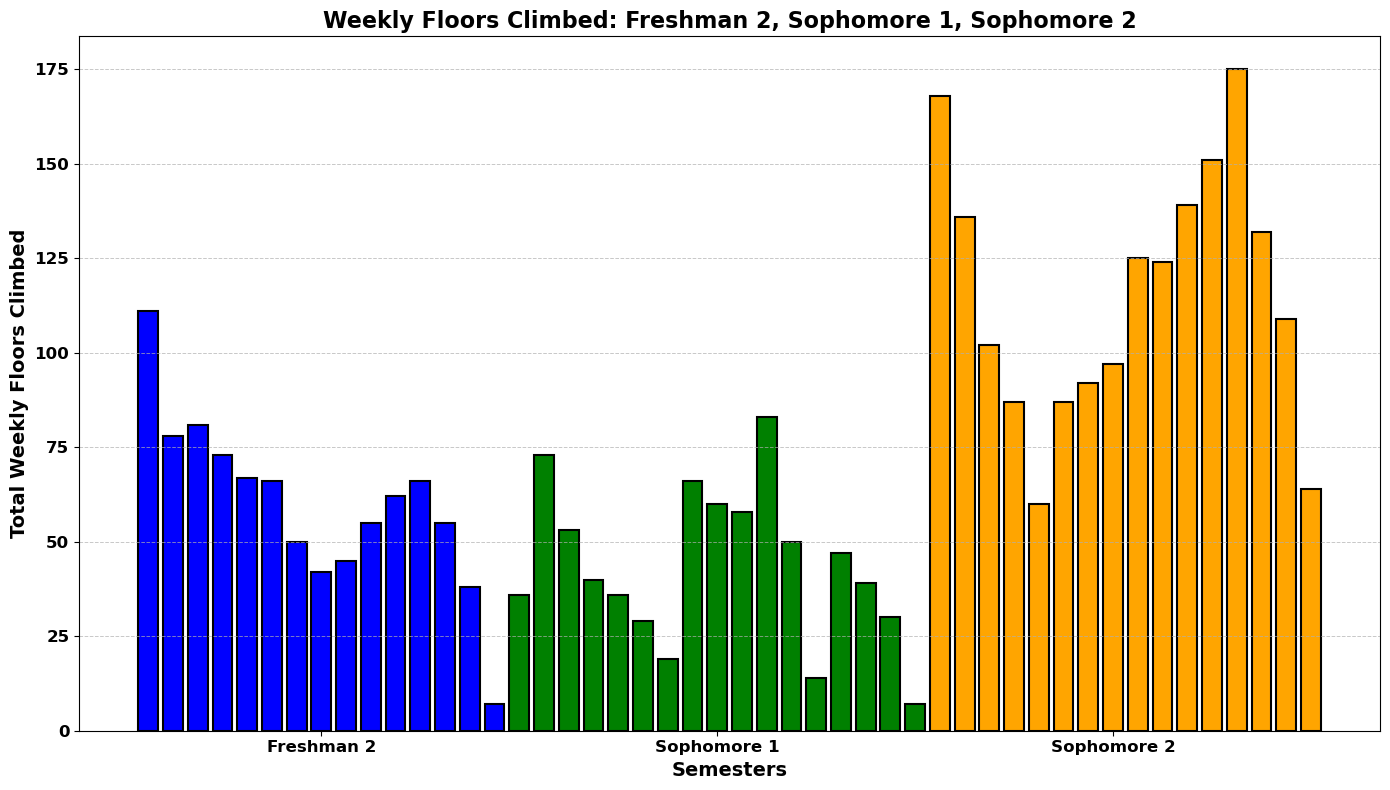 Weekly Floors Climbed: Freshman 2, Sophomore 1, Sophomore 2
Total Weekly Floors Climbed
175
150
125
100
75
50
25
0
Freshman 2
Sophomore 1
Sophomore 2
Semesters